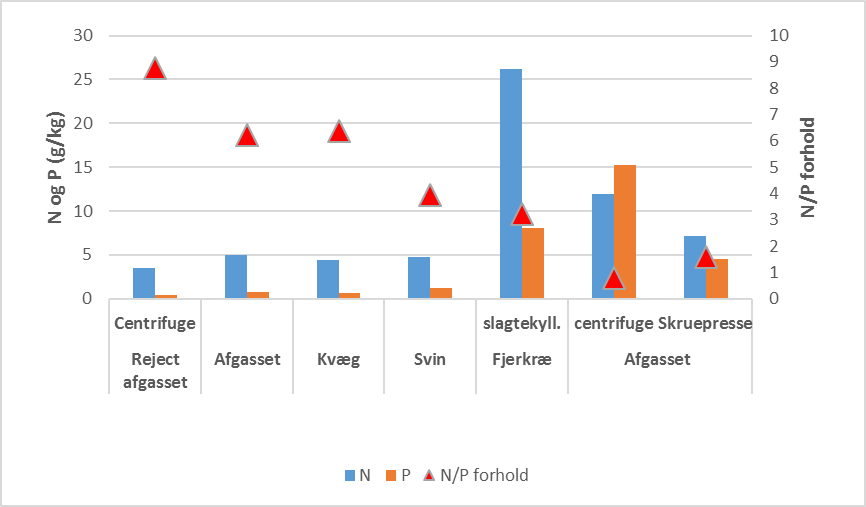 30
25
20
15
10
5
0
N og P (g/kg)
10
9
8
7
6
5
4
3
2
1
0
N/P forhold
Centrifuge
slagtekyll.
centrifuge
Skruepresse
Reject
afgasset
Afgasset
Kvæg
Svin
Fjerkræ
Afgasset
N
P
N/P forhold